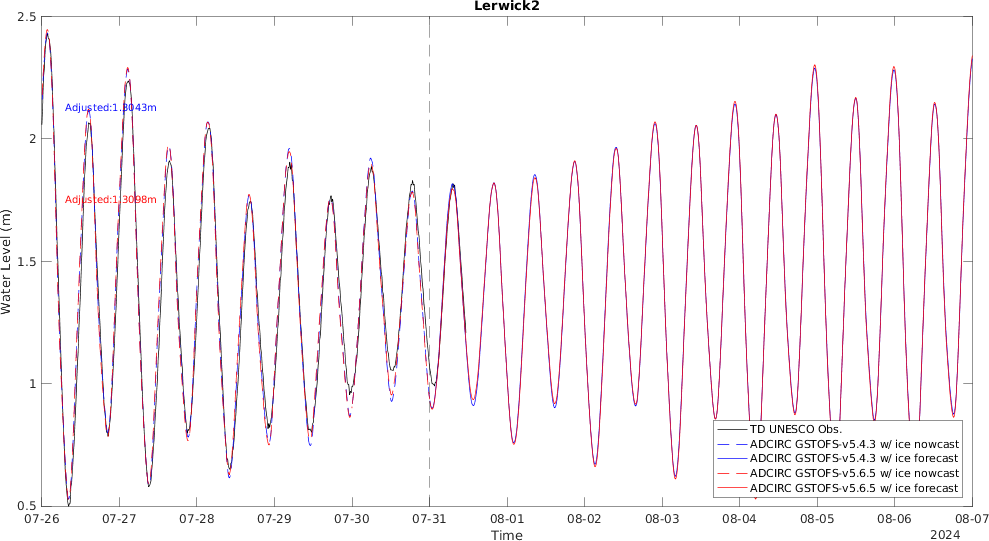 Lerwick2
2.5
2
1.5
1
0.5
Water Level (m)
Adjusted:1.3043m
Adjusted:1.3098m
TD UNESCO Obs.
ADCIRC GSTOFS-v5.4.3 w/ ice nowcast
ADCIRC GSTOFS-v5.4.3 w/ ice forecast
ADCIRC GSTOFS-v5.6.5 w/ ice nowcast
ADCIRC GSTOFS-v5.6.5 w/ ice forecast
07-26 07-27 07-28 07-29 07-30 07-31 08-01 08-02 08-03 08-04 08-05 08-06 08-07
Time
2024